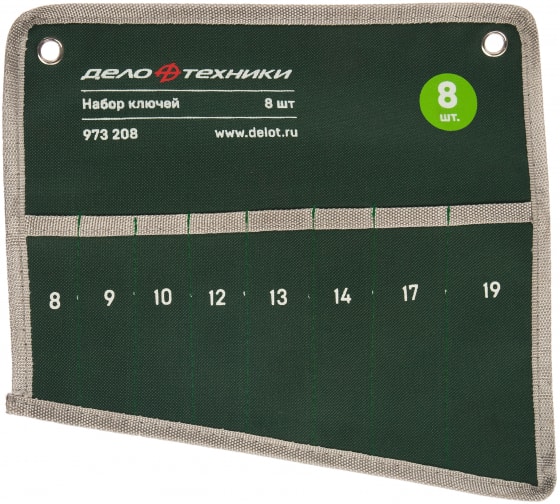 ДЕЛО ТЕХНИКИ
Набор ключей 8 шт
973 208 www.delot.ru
8
шт.
8 9 10 12 13 14 17 19